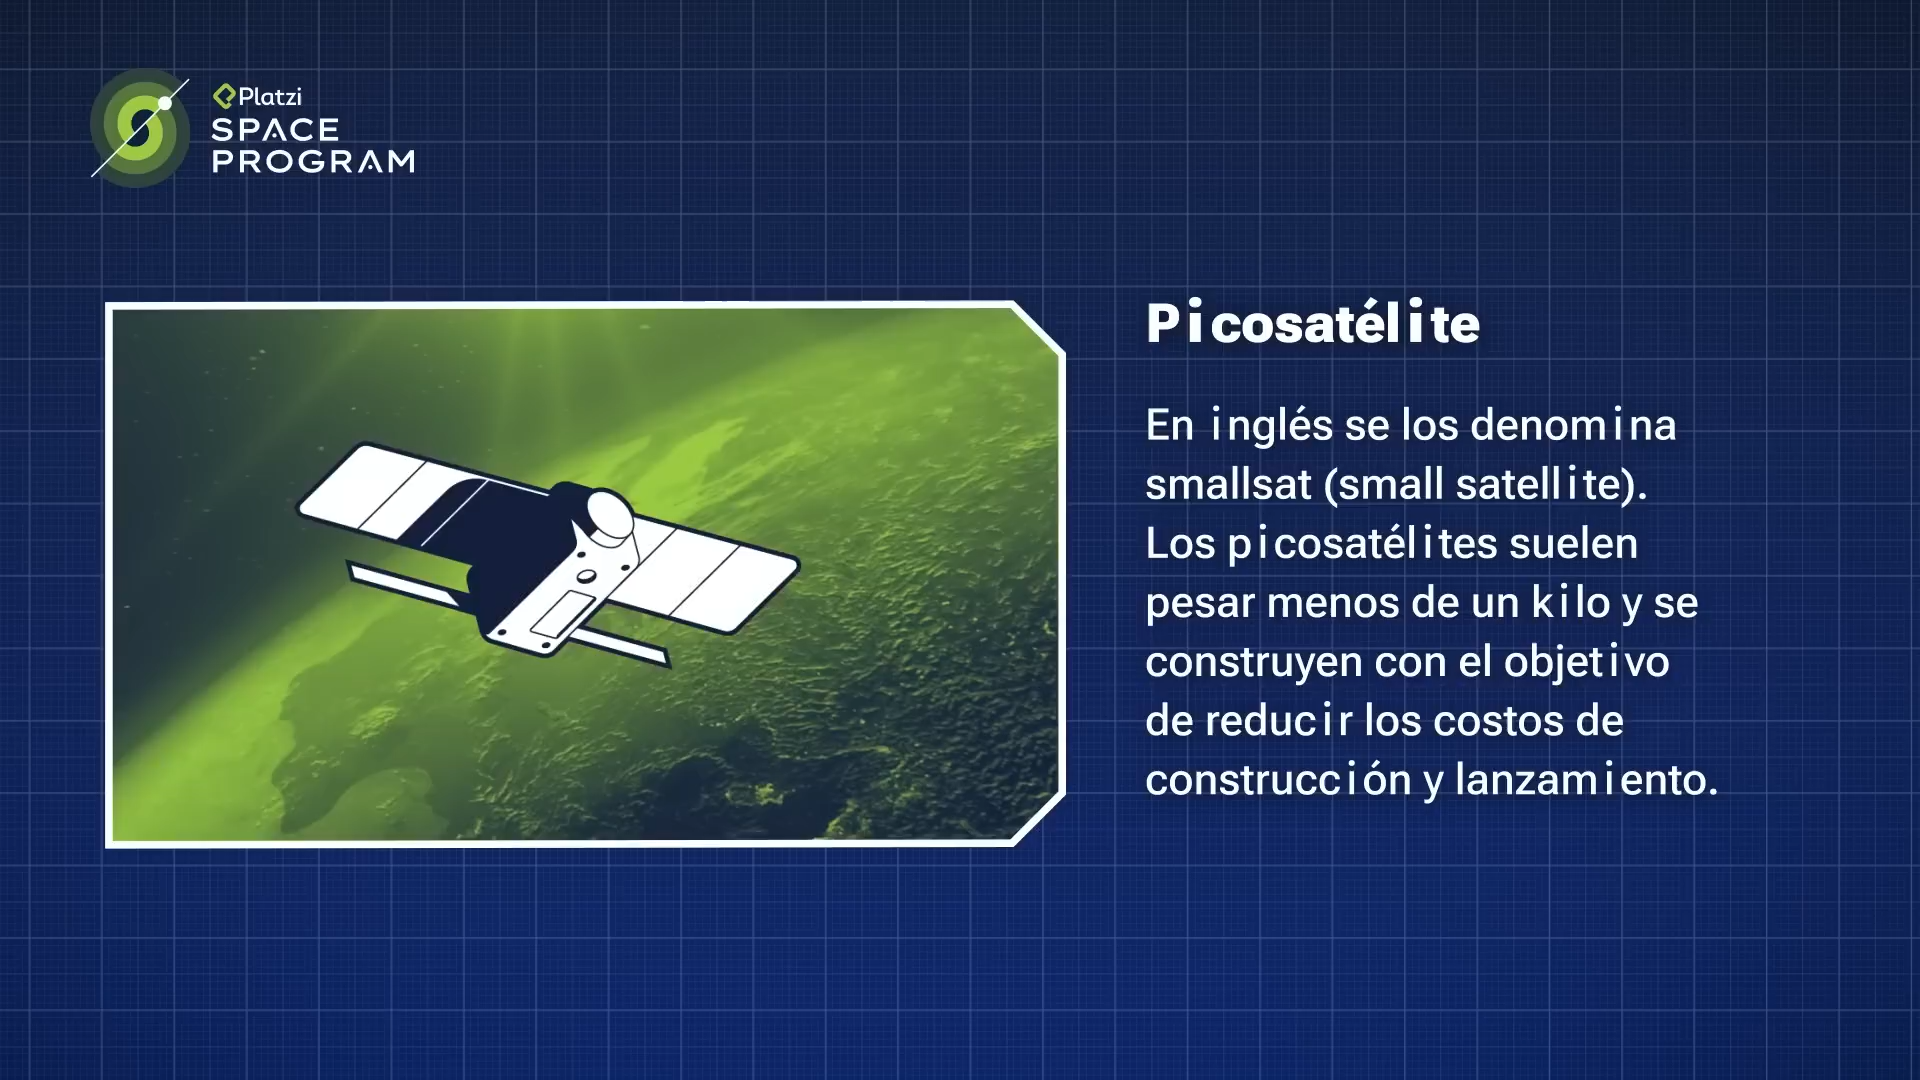 Platzi
SPACE
PROGRAM
Picosatélite
En inglés se los denomina
smallsat (small satellite).
Los picosatélites suelen
pesar menos de un kilo y se
construyen con el objetivo
de reducir los costos de
construcción y lanzamiento.